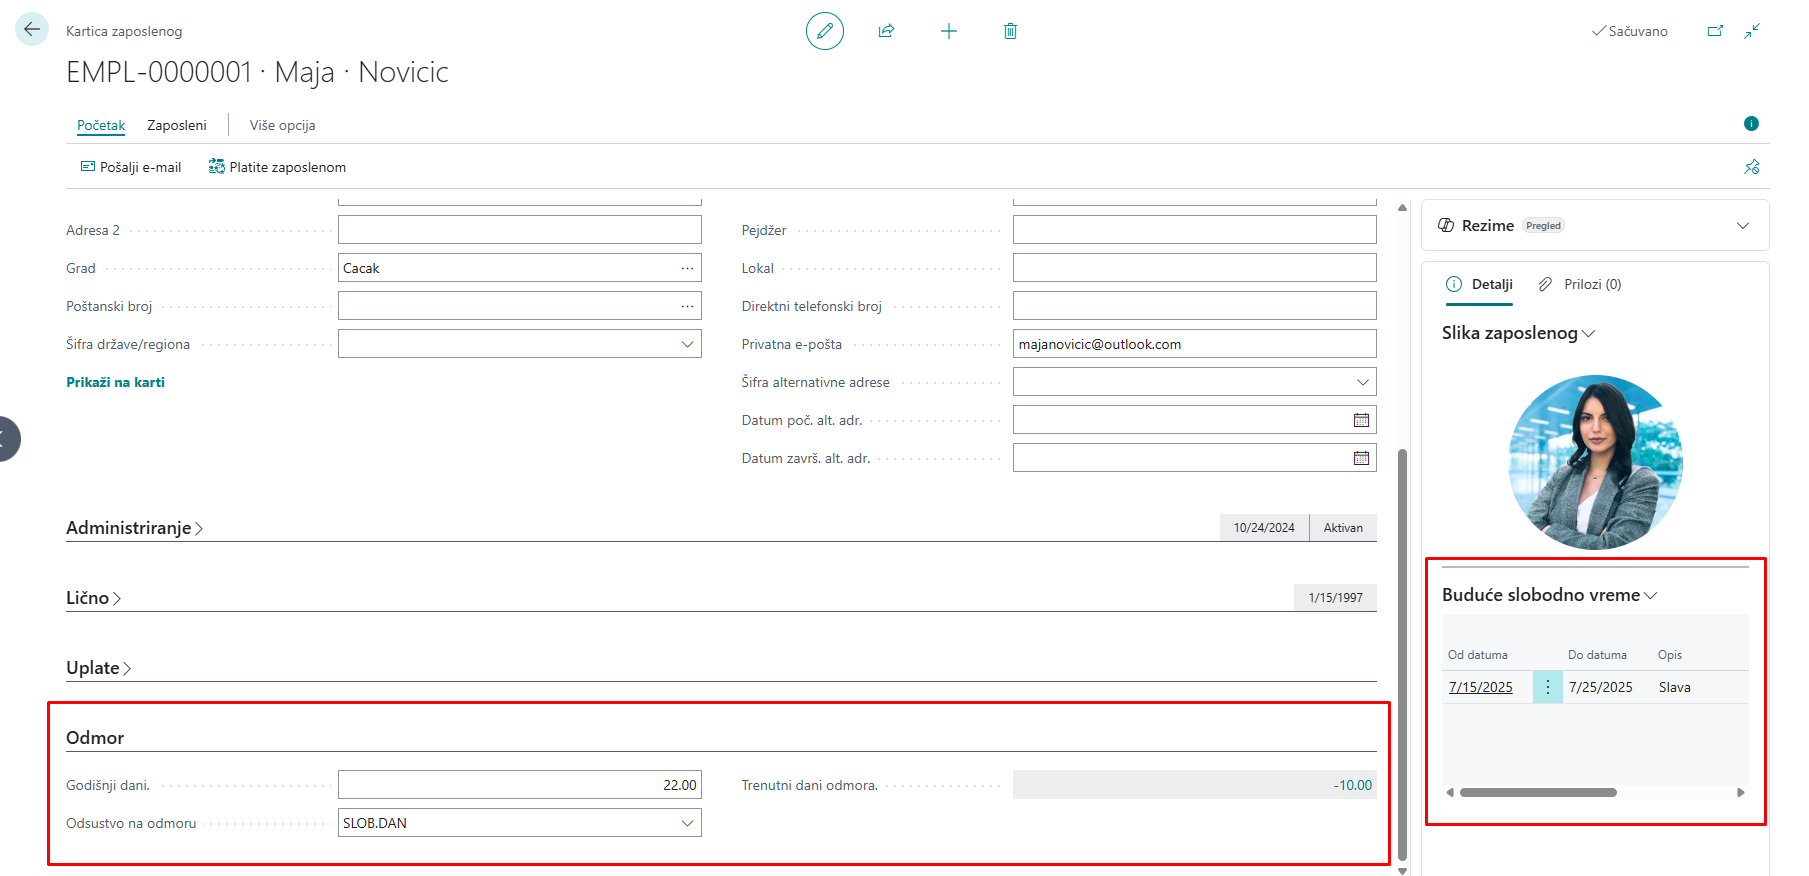 Kartica zaposlenog
Sačuvano
EMPL-0000001 · Maja · Novicic
Početak
Zaposleni
Više opcija
Pošalji e-mail
Platite zaposlenom
Adresa 2
Grad
Cacak
Poštanski broj
Šifra države/regiona
Prikaži na karti
Pejdžer
Lokal
Direktni telefonski broj
Privatna e-pošta
majanovicic@outlook.com
Šifra alternativne adrese
Datum poč. alt. adr.
Datum završ. alt. adr.
Administriranje
10/24/2024
Aktivan
Lično
1/15/1997
Uplate
Odmor
Godišnji dani.
22.00
Trenutni dani odmora.
-10.00
Odsustvo na odmoru
SLOB.DAN
Rezime
Pregled
Detalji
Prilozi (0)
Slika zaposlenog
Buduće slobodno vreme
Od datuma
Do datuma
Opis
7/15/2025
7/25/2025
Slava